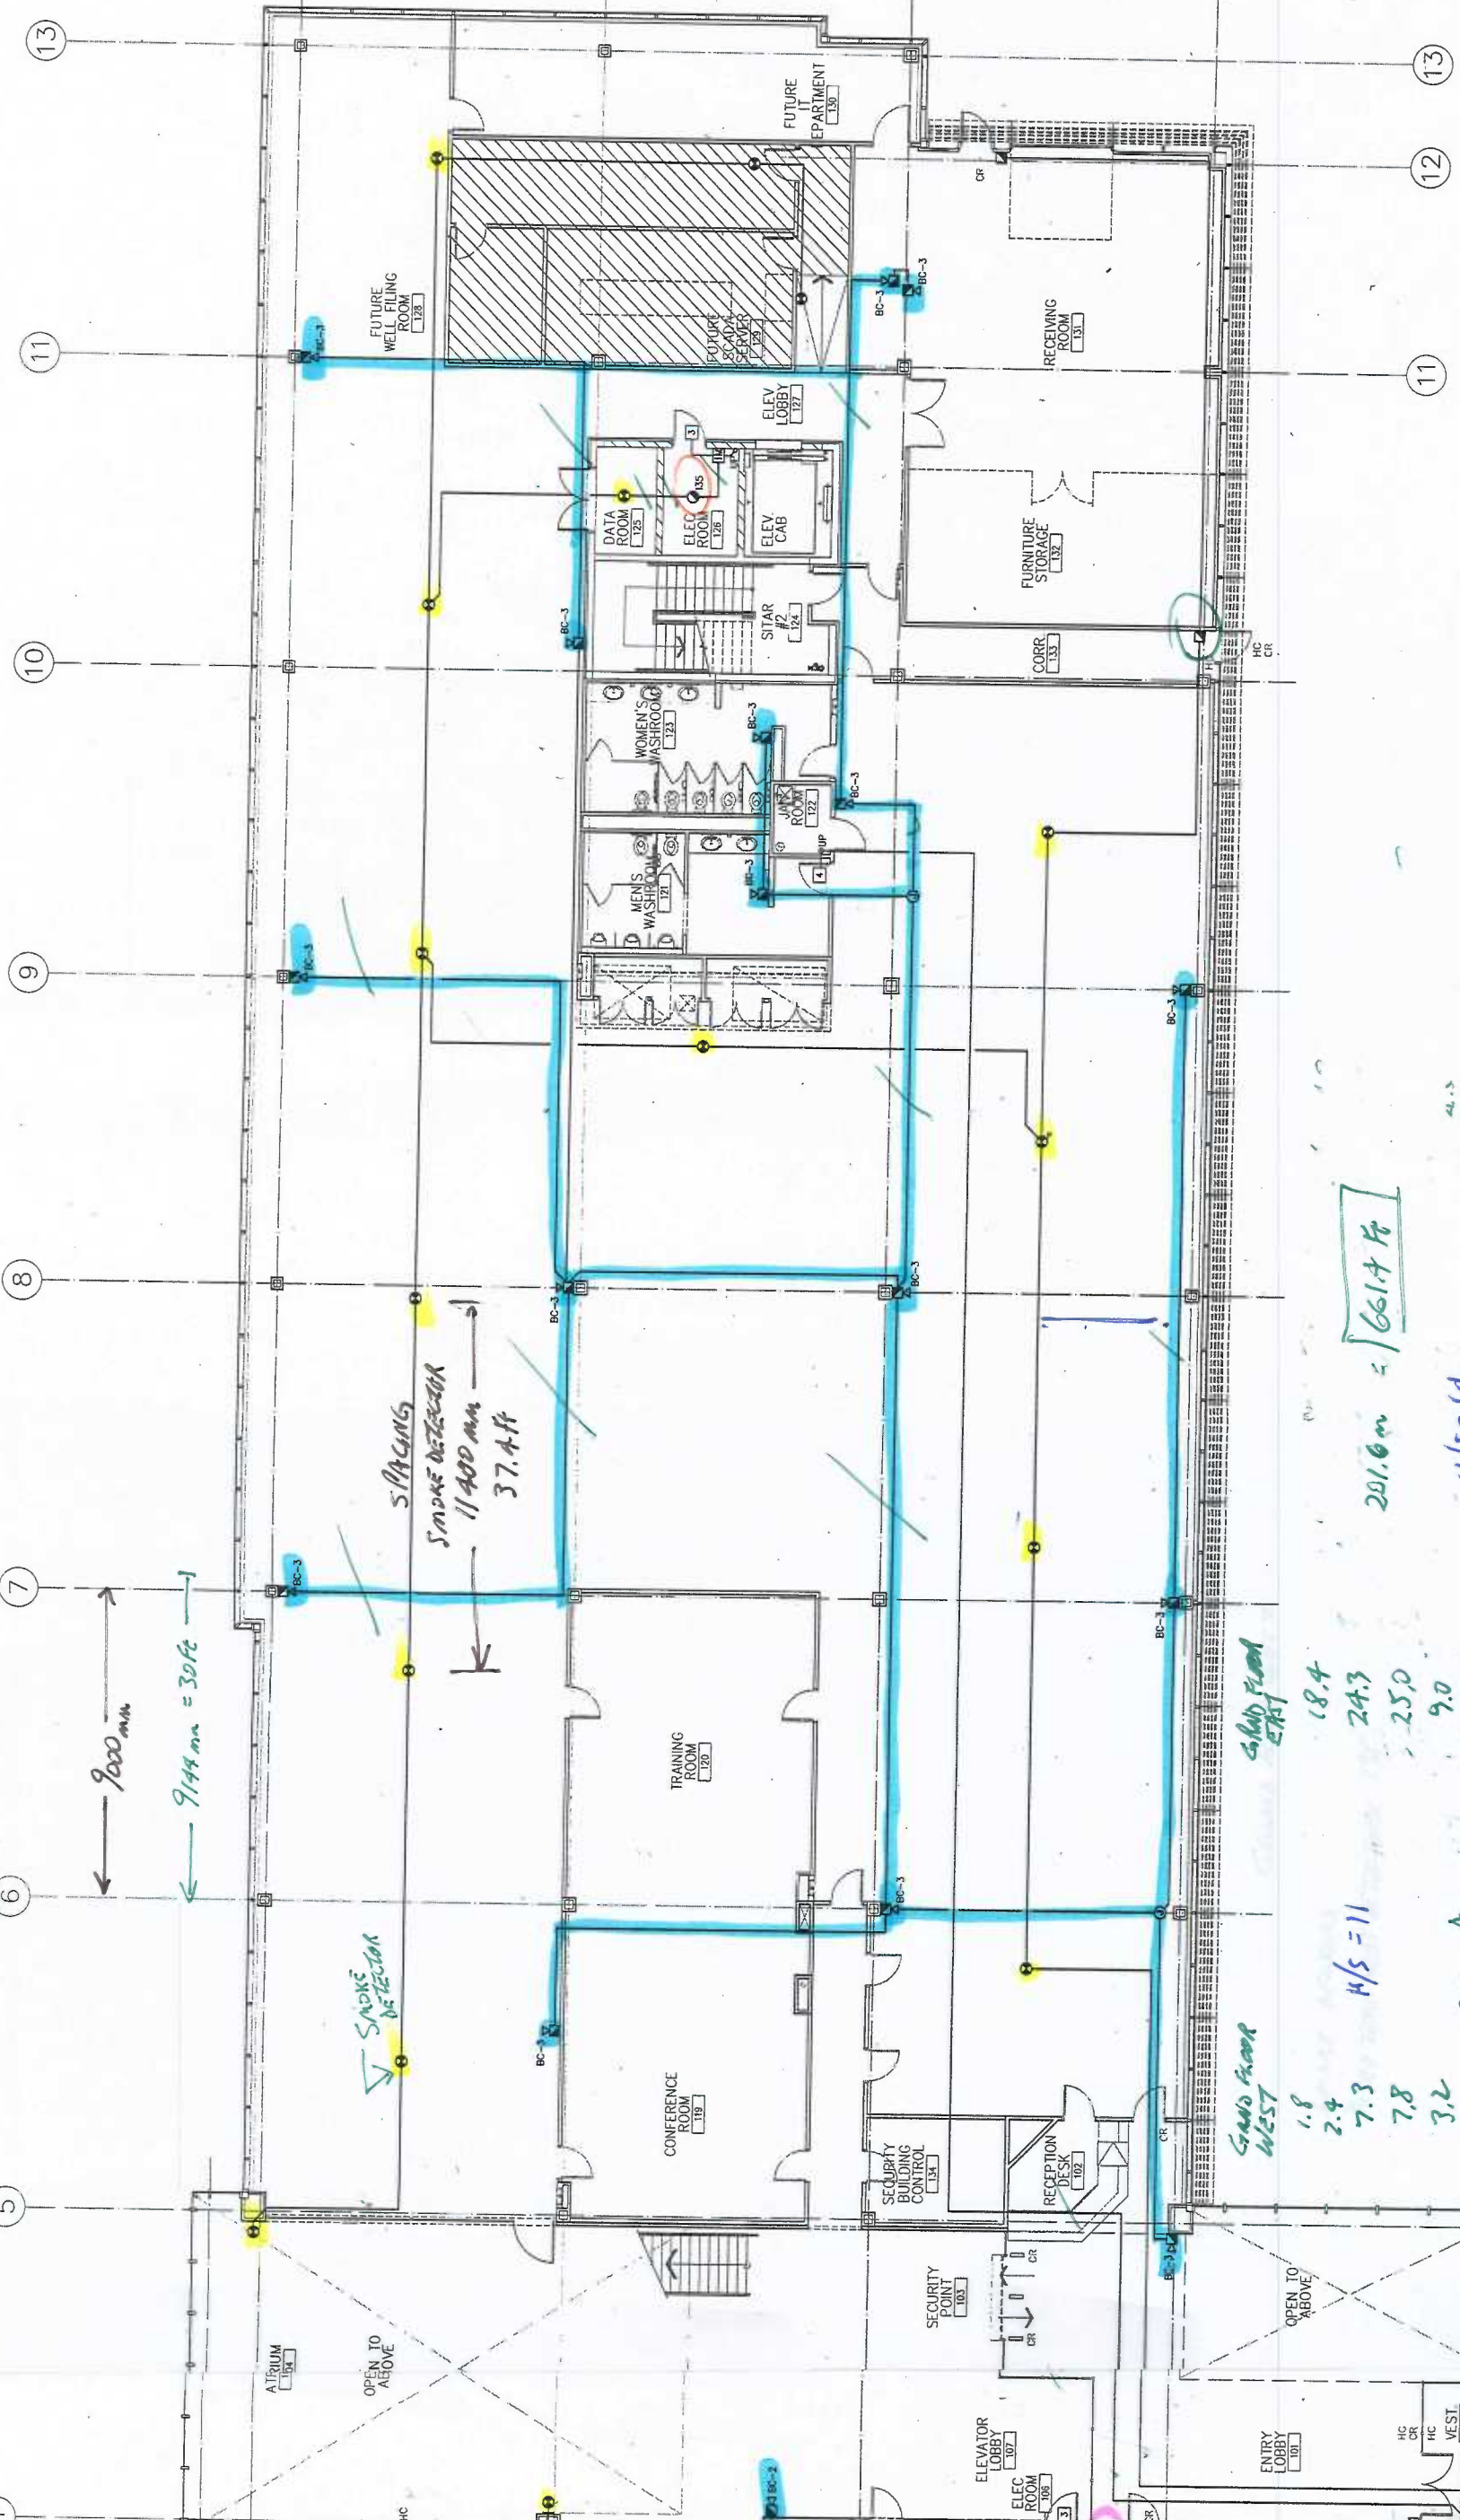 13
13
12
11
11
10
9
8
7
6
5
FUTURE
IT
EPARTMENT
130
CR
FUTURE
WELL FILING
ROOM
128
BC-3
FUTURE
SCADA
SERVER
129
BC-3
BC-3
RECEIVING
ROOM
131
ELEV
LOBBY
127
3
135
DATA
ROOM
125
ELEC
ROOM
126
ELEV.
CAB
FURNITURE
STORAGE
132
BC-3
SITAR
#2
124
CORR
133
HC
CR
WOMEN'S
WASHROOM
123
BC-3
JAN
ROOM
122
BC-3
UP
4
MEN'S
WASHROOM
121
BC-3
BC-3
BC-3
BC-3
BC-3
SPACING
SMOKE DETECTOR
11400 mm
37.4 ft
BC-3
9000 mm
9144 mm = 30 Ft
TRAINING
ROOM
120
BC-3
BC-3
SMOKE
DETECTOR
BC-3
CONFERENCE
ROOM
119
SEQURITY
BUILDING
CONTROL
134
RECEPTION
DESK
102
CR
BC-3
SECURITY
POINT
103
CR
CR
ATRIUM
104
OPEN TO
ABOVE
OPEN TO
ABOVE
ELEVATOR
LOBBY
107
ELEC
ROOM
106
3
CR
ENTRY
LOBBY
101
HC
CR
HC
VEST.
BC-2
HC
GRND FLOOR
EAST
18.4
24.3
25.0
9.0
H/S = 11
GRND FLOOR
WEST
1.8
2.4
7.3
7.8
3.2
201.6 m = 661.4 Ft